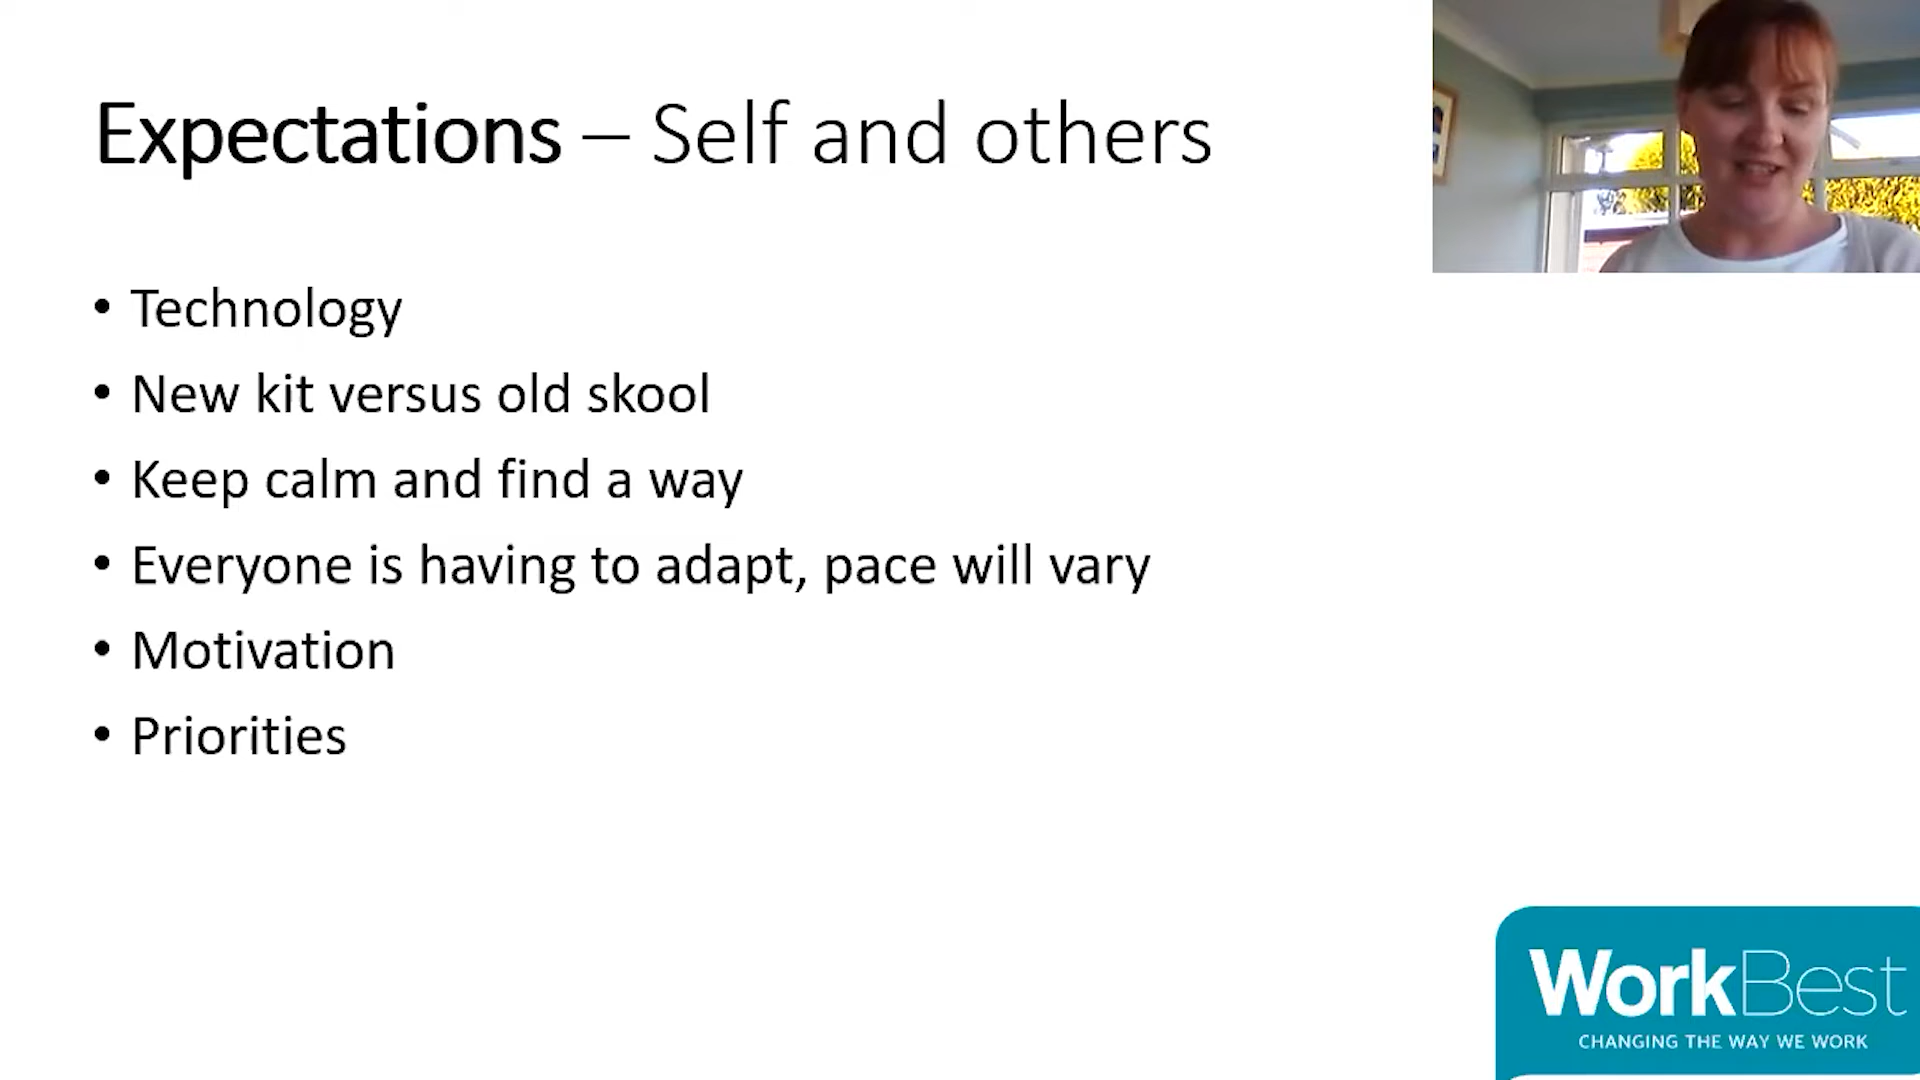 Expectations – Self and others
• Technology
• New kit versus old skool
• Keep calm and find a way
• Everyone is having to adapt, pace will vary
• Motivation
• Priorities
WorkBest
CHANGING THE WAY WE WORK